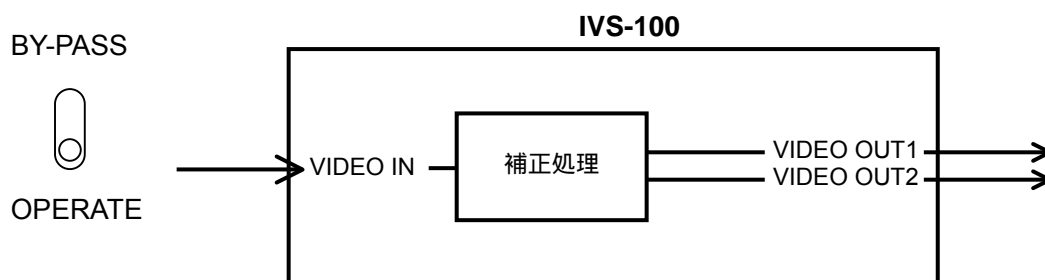 IVS-100
BY-PASS
OPERATE
VIDEO IN
補正処理
VIDEO OUT1
VIDEO OUT2